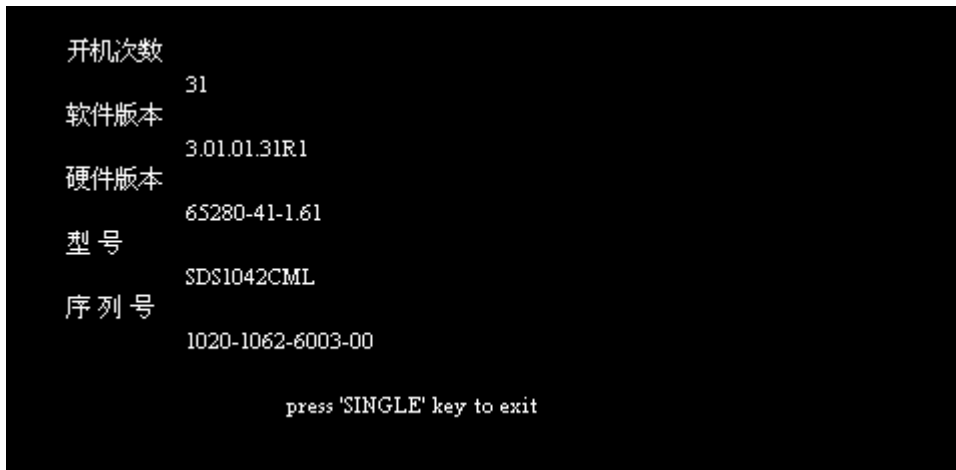 开机次数
31
软件版本
3.01.01.31R1
硬件版本
65280-41-1.61
型 号
SDS1042CML
序 列 号
1020-1062-6003-00
press 'SINGLE' key to exit